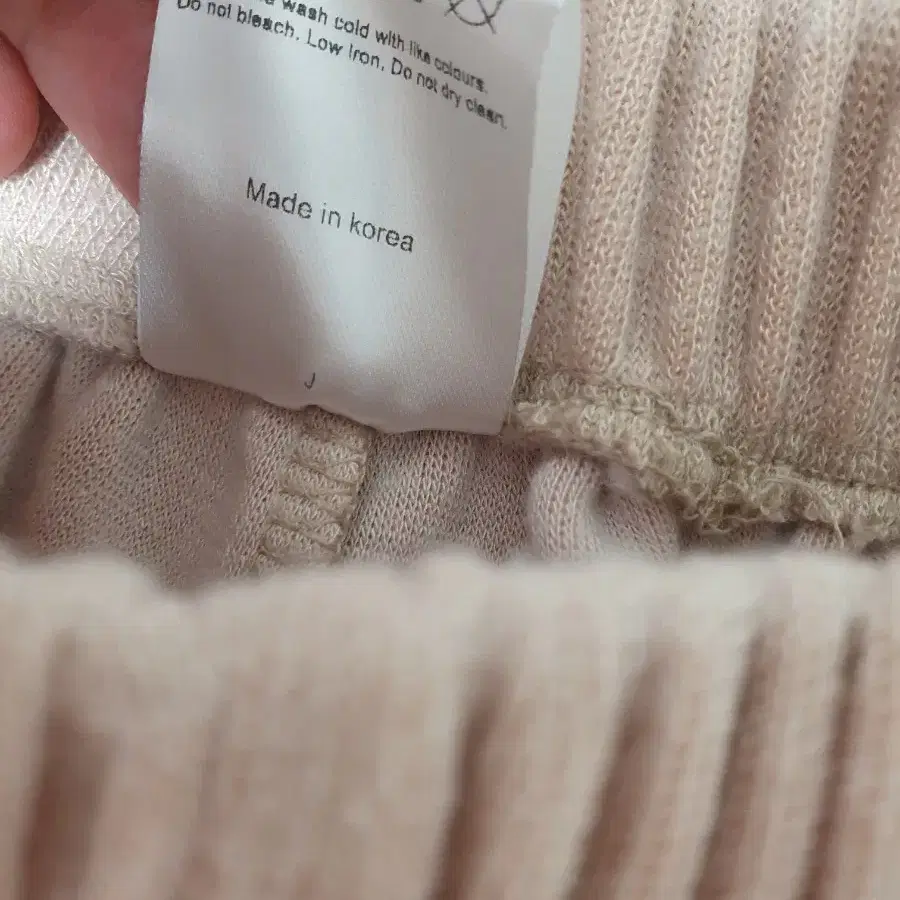 wash cold with like colours.
Do not bleach. Low Iron. Do not dry clean.
Made in korea
J